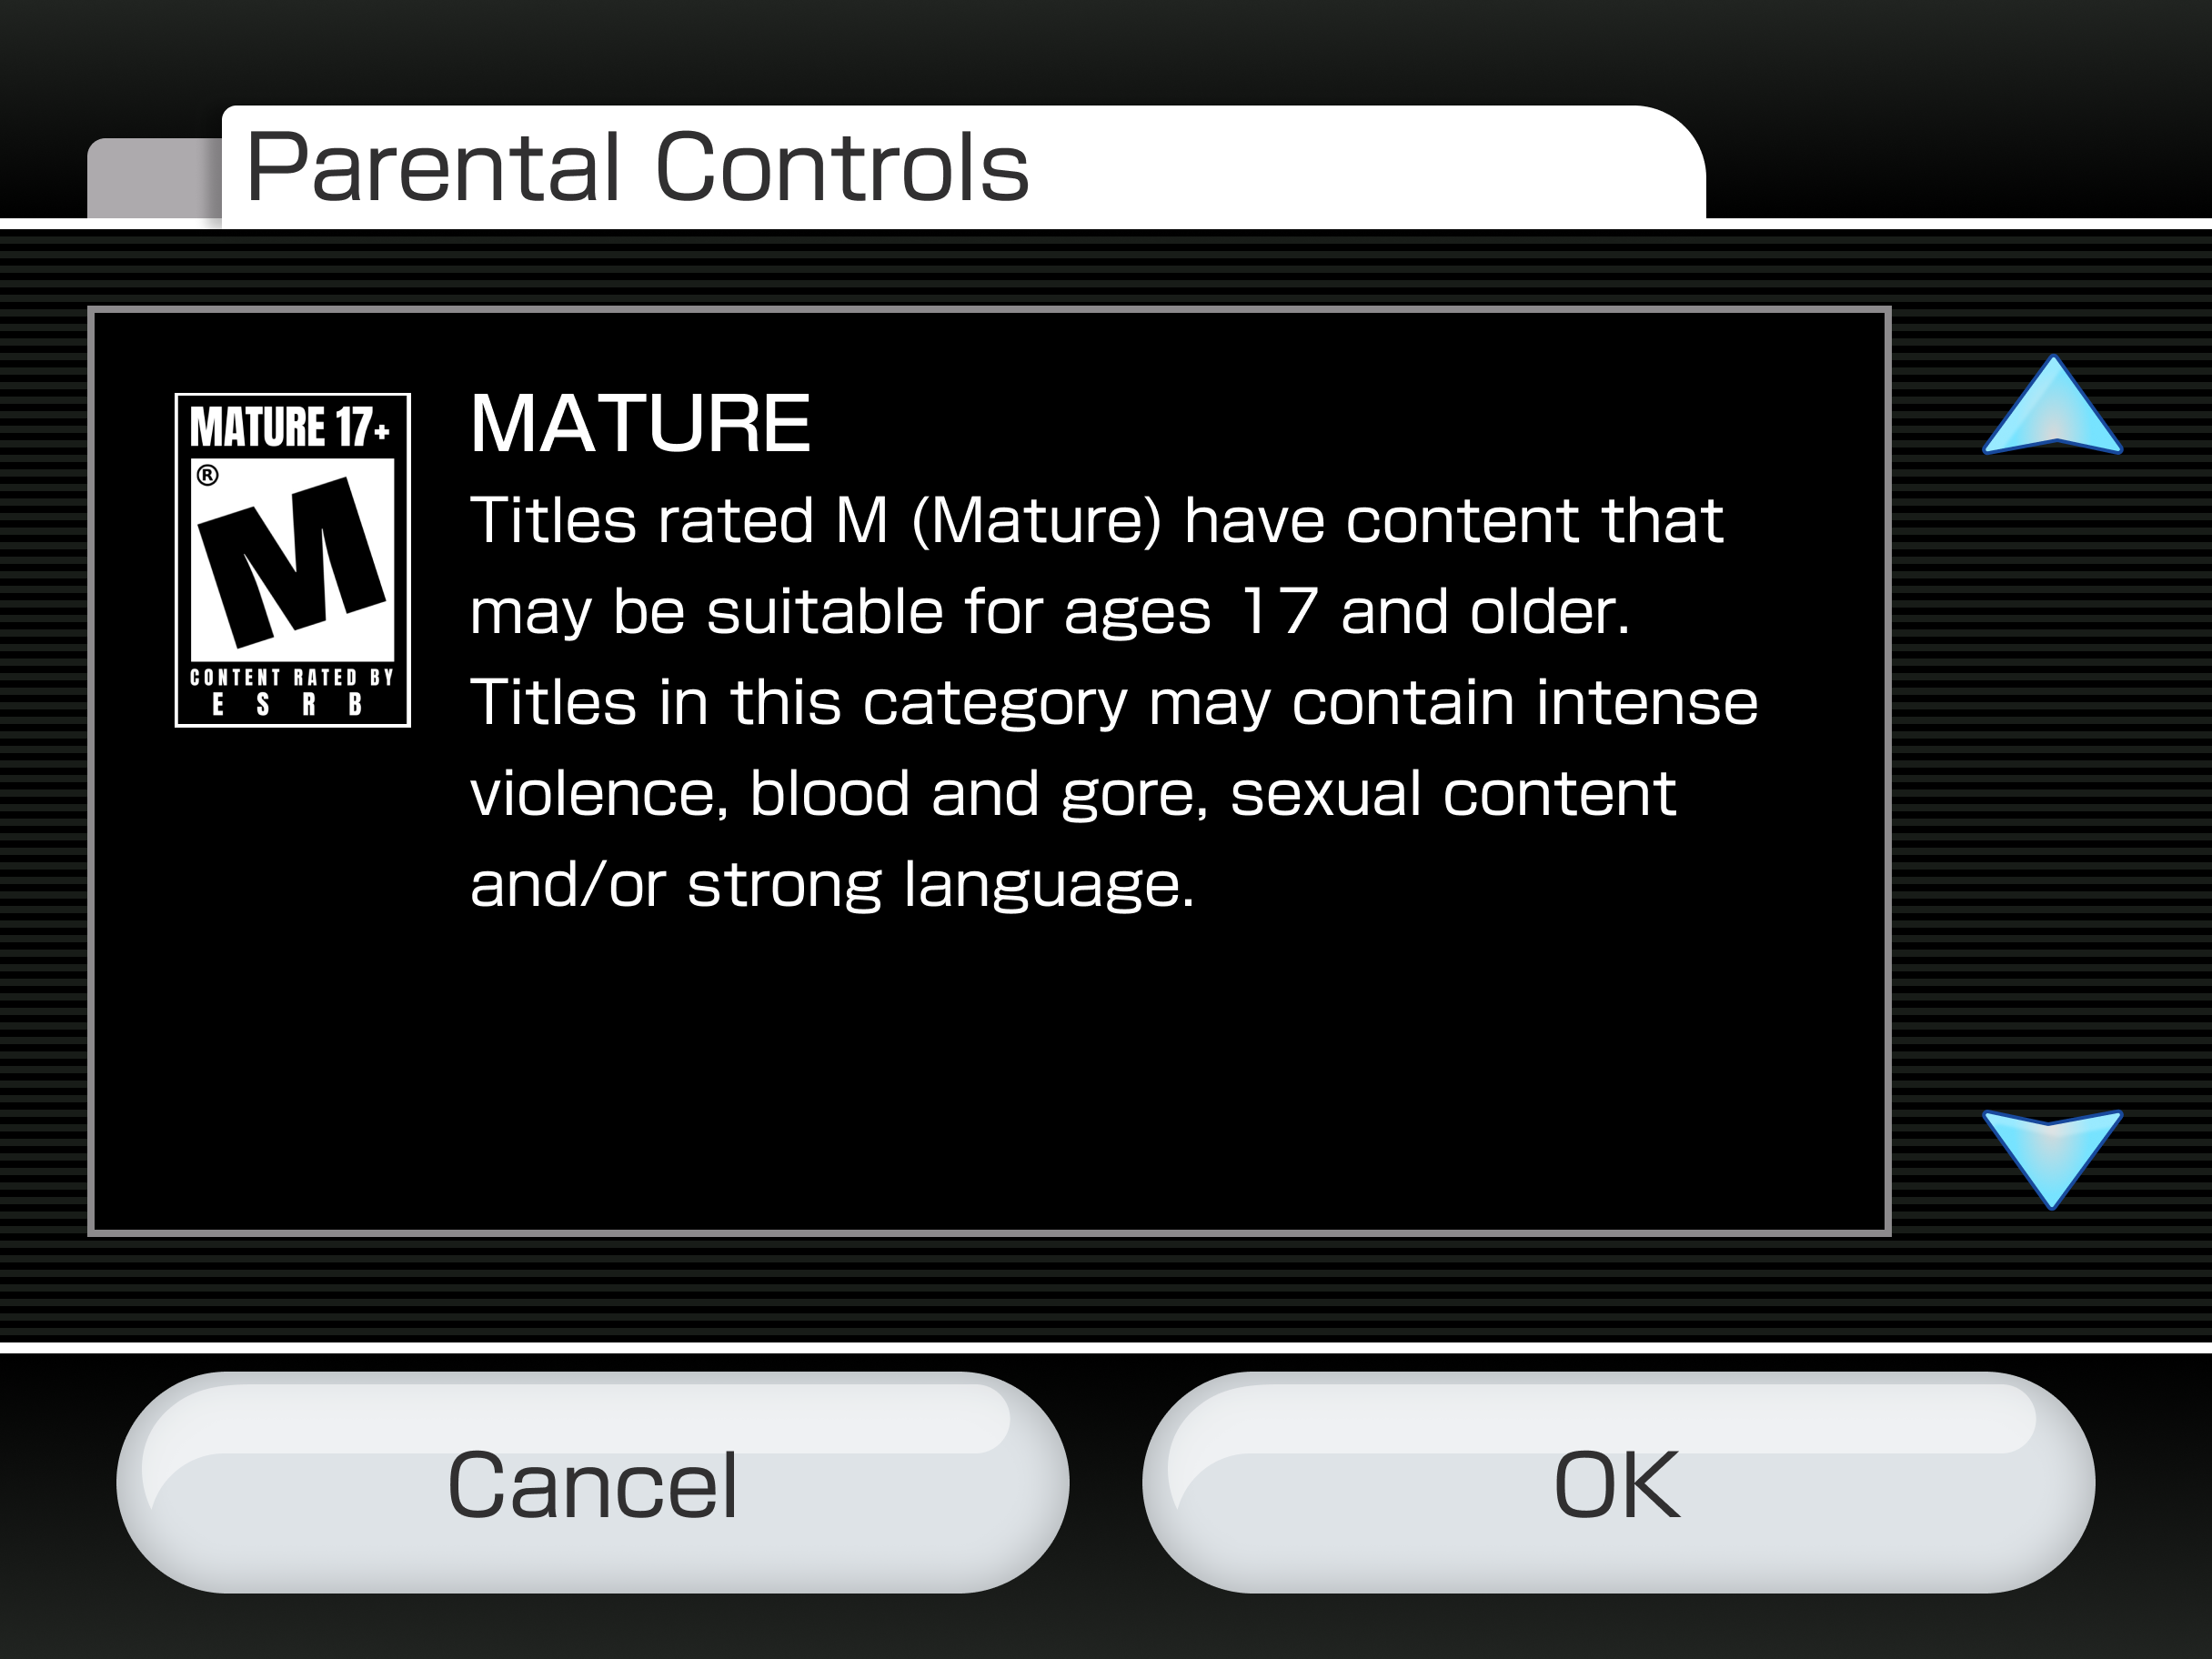 Parental Controls
MATURE 17+
®
M
CONTENT RATED BY
E S R B
MATURE
Titles rated M (Mature) have content that
may be suitable for ages 17 and older.
Titles in this category may contain intense
violence, blood and gore, sexual content
and/or strong language.
Cancel
OK